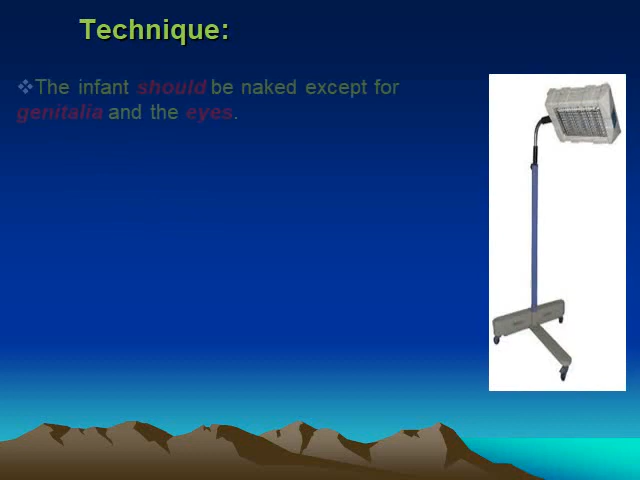 Technique:
❖The infant should be naked except for
genitalia and the eyes.